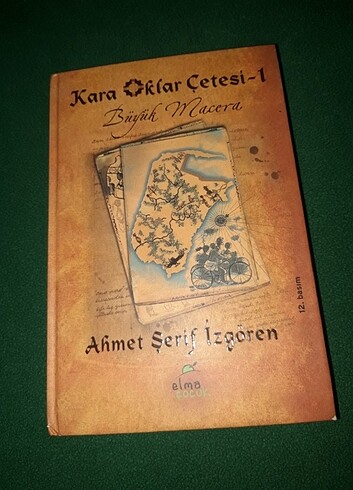 Kara Oklar Çetesi-1
Büyük Macera
12. basım
Ahmet Şerif İzgören
elma
çocuk